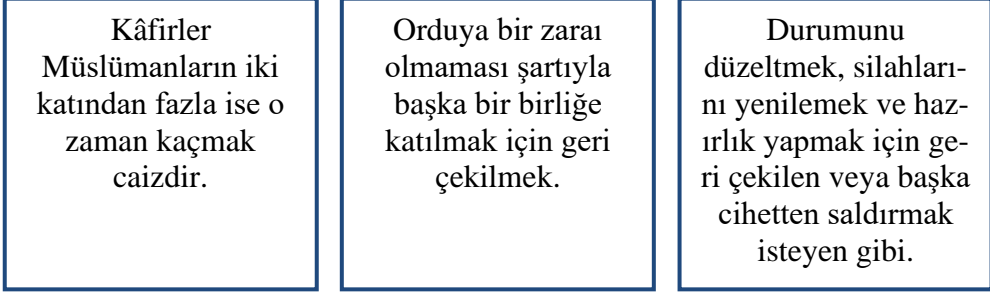 Kâfirler
Müslümanların iki
katından fazla ise o
zaman kaçmak
caizdir.
Orduya bir zararı
olmaması şartıyla
başka bir birliğe
katılmak için geri
çekilmek.
Durumunu
düzeltmek, silahları-
nı yenilemek ve haz-
ırlık yapmak için ge-
ri çekilen veya başka
cihetten saldırmak
isteyen gibi.